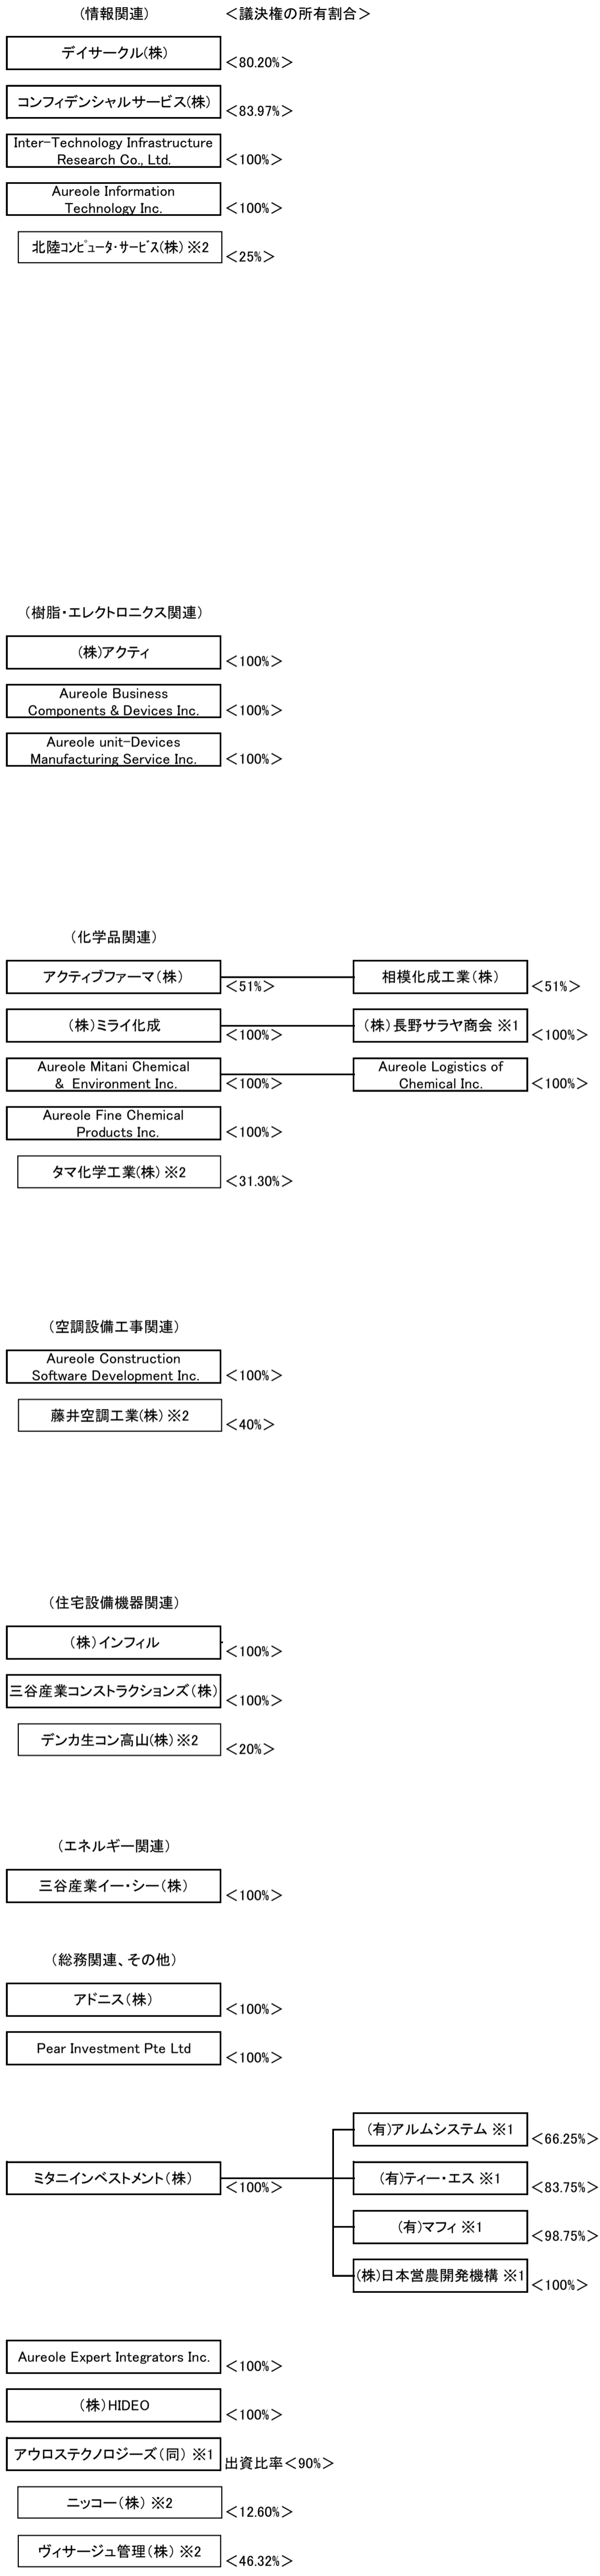 (情報関連)
＜議決権の所有割合＞
デイサークル(株)
＜80.20%＞
コンフィデンシャルサービス(株)
＜83.97%＞
Inter-Technology Infrastructure
Research Co., Ltd.
＜100%＞
Aureole Information
Technology Inc.
＜100%＞
北陸ｺﾝﾋﾟｭｰﾀ･ｻｰﾋﾞｽ(株) ※2
＜25%＞
(樹脂・エレクトロニクス関連)
(株)アクティ
＜100%＞
Aureole Business
Components & Devices Inc.
＜100%＞
Aureole unit-Devices
Manufacturing Service Inc.
＜100%＞
(化学品関連)
アクティブファーマ(株)
＜51%＞
相模化成工業(株)
＜51%＞
(株)ミライ化成
＜100%＞
(株)長野サラヤ商会 ※1
＜100%＞
Aureole Mitani Chemical
& Environment Inc.
＜100%＞
Aureole Logistics of
Chemical Inc.
＜100%＞
Aureole Fine Chemical
Products Inc.
＜100%＞
タマ化学工業(株) ※2
＜31.30%＞
(空調設備工事関連)
Aureole Construction
Software Development Inc.
＜100%＞
藤井空調工業(株) ※2
＜40%＞
(住宅設備機器関連)
(株)インフィル
＜100%＞
三谷産業コンストラクションズ(株)
＜100%＞
デンカ生コン高山(株) ※2
＜20%＞
(エネルギー関連)
三谷産業イー・シー(株)
＜100%＞
(総務関連、その他)
アドニス(株)
＜100%＞
Pear Investment Pte Ltd
＜100%＞
(有)アルムシステム ※1
＜66.25%＞
ミタニインベストメント(株)
＜100%＞
(有)ティー・エス ※1
＜83.75%＞
(有)マフィ ※1
＜98.75%＞
(株)日本営農開発機構 ※1
＜100%＞
Aureole Expert Integrators Inc.
＜100%＞
(株)HIDEO
＜100%＞
アウロステクノロジーズ(同) ※1
出資比率＜90%＞
ニッコー(株) ※2
＜12.60%＞
ヴィサージュ管理(株) ※2
＜46.32%＞